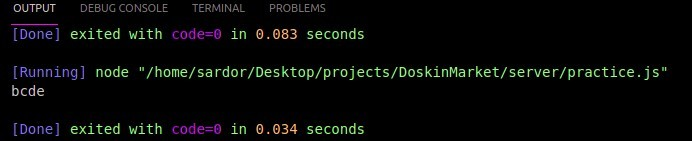 OUTPUT DEBUG CONSOLE TERMINAL PROBLEMS
[Done] exited with code=0 in 0.083 seconds
[Running] node "/home/sardor/Desktop/projects/DoskinMarket/server/practice.js"
bcde
[Done] exited with code=0 in 0.034 seconds